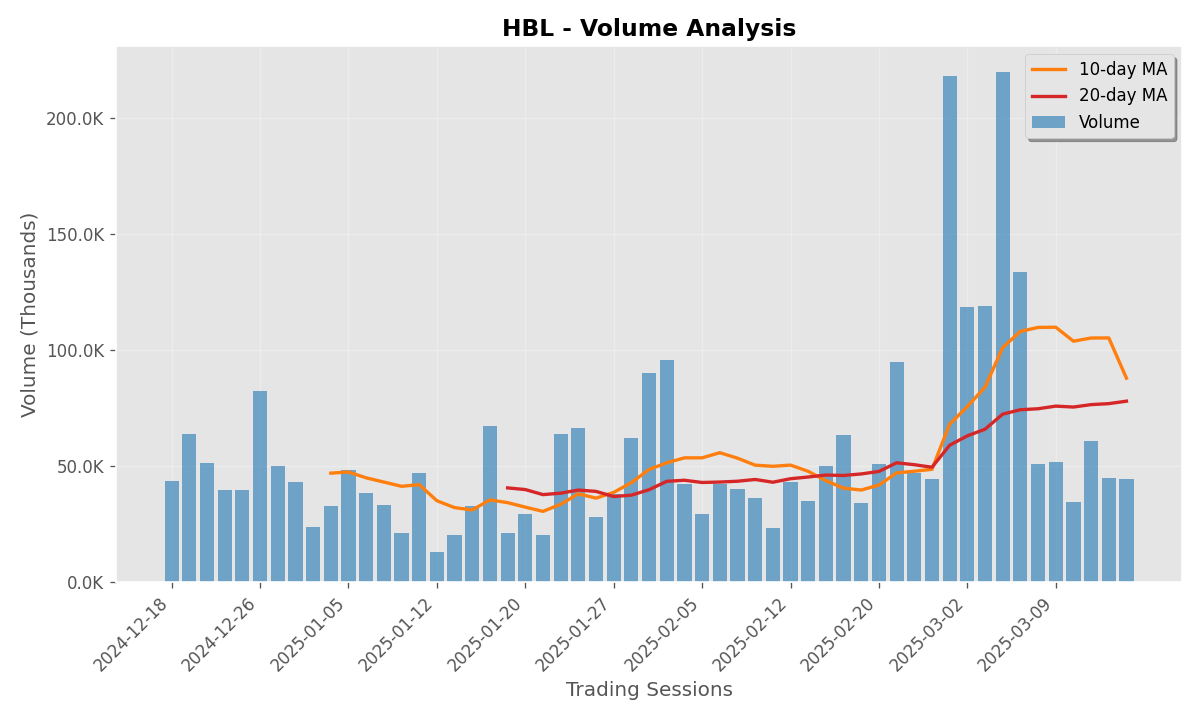 HBL - Volume Analysis
10-day MA
20-day MA
Volume
Volume (Thousands)
200.0K
150.0K
100.0K
50.0K
0.0K
2024-12-18
2024-12-26
2025-01-05
2025-01-12
2025-01-20
2025-01-27
2025-02-05
2025-02-12
2025-02-20
2025-03-02
2025-03-09
Trading Sessions